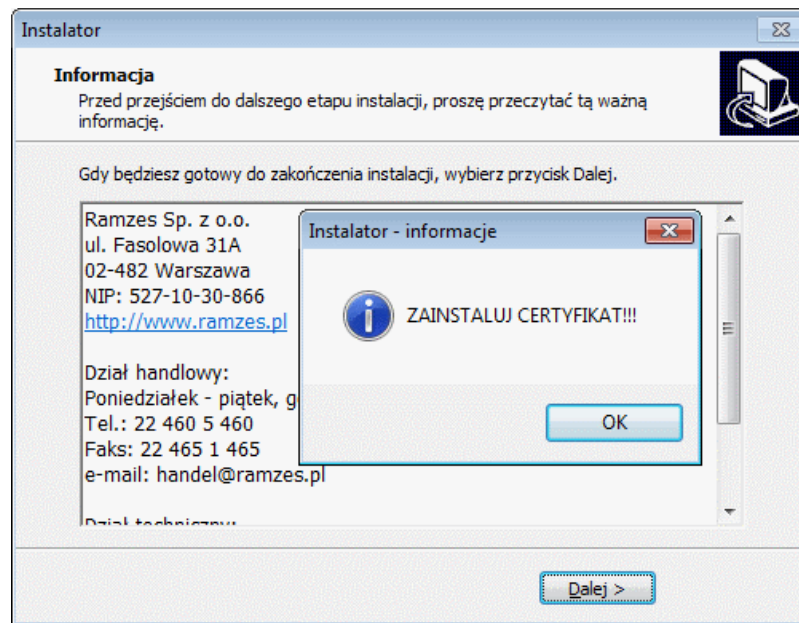 Instalator
Informacja
Przed przejściem do dalszego etapu instalacji, proszę przeczytać tą ważną
informację.
Gdy będziesz gotowy do zakończenia instalacji, wybierz przycisk Dalej.
Ramzes Sp. z o.o.
ul. Fasolowa 31A
02-482 Warszawa
NIP: 527-10-30-866
http://www.ramzes.pl
Dział handlowy:
Poniedziałek - piątek, g
Tel.: 22 460 5 460
Faks: 22 465 1 465
e-mail: handel@ramzes.pl
Dział techniczny:
Instalator - informacje
ZAINSTALUJ CERTYFIKAT!!!
OK
Dalej >